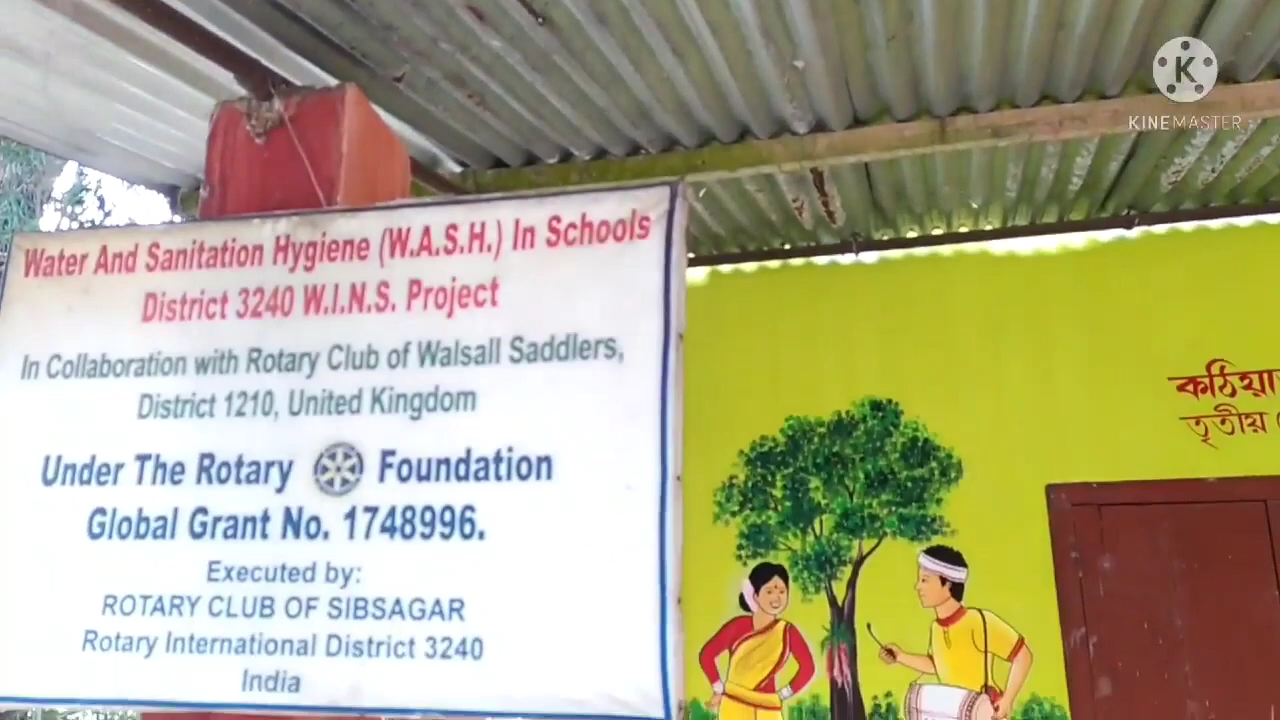 Water And Sanitation Hygiene (W.A.S.H.) In Schools
District 3240 W.I.N.S. Project
In Collaboration with Rotary Club of Walsall Saddlers,
District 1210, United Kingdom
Under The Rotary Foundation
Global Grant No. 1748996.
Executed by:
ROTARY CLUB OF SIBSAGAR
Rotary International District 3240
India
তৃতীয়
KINEMASTER